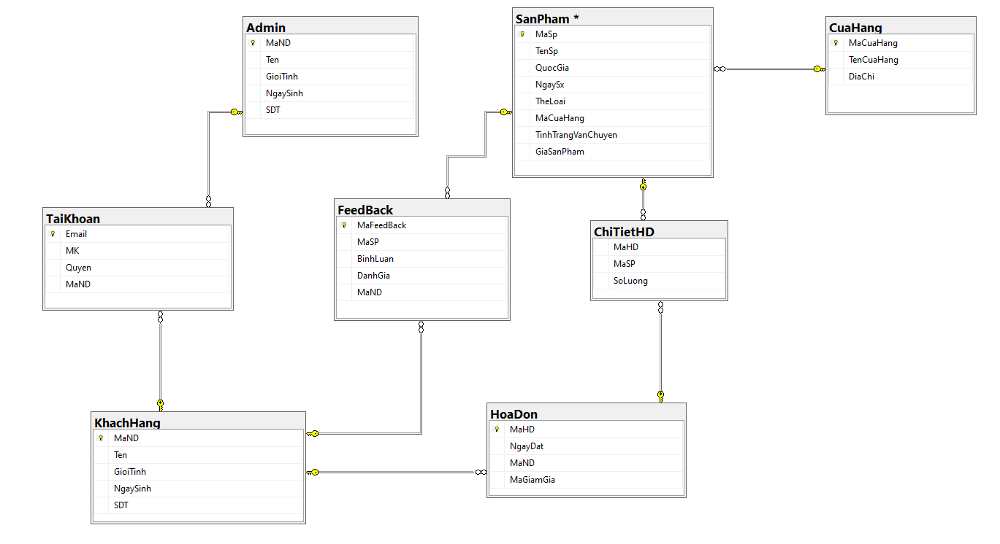 Admin
MaND
Ten
GioiTinh
NgaySinh
SDT
SanPham *
MaSp
TenSp
QuocGia
NgaySx
TheLoai
MaCuaHang
TinhTrangVanChuyen
GiaSanPham
CuaHang
MaCuaHang
TenCuaHang
DiaChi
TaiKhoan
Email
MK
Quyen
MaND
FeedBack
MaFeedBack
MaSP
BinhLuan
DanhGia
MaND
ChiTietHD
MaHD
MaSP
SoLuong
KhachHang
MaND
Ten
GioiTinh
NgaySinh
SDT
HoaDon
MaHD
NgayDat
MaND
MaGiamGia